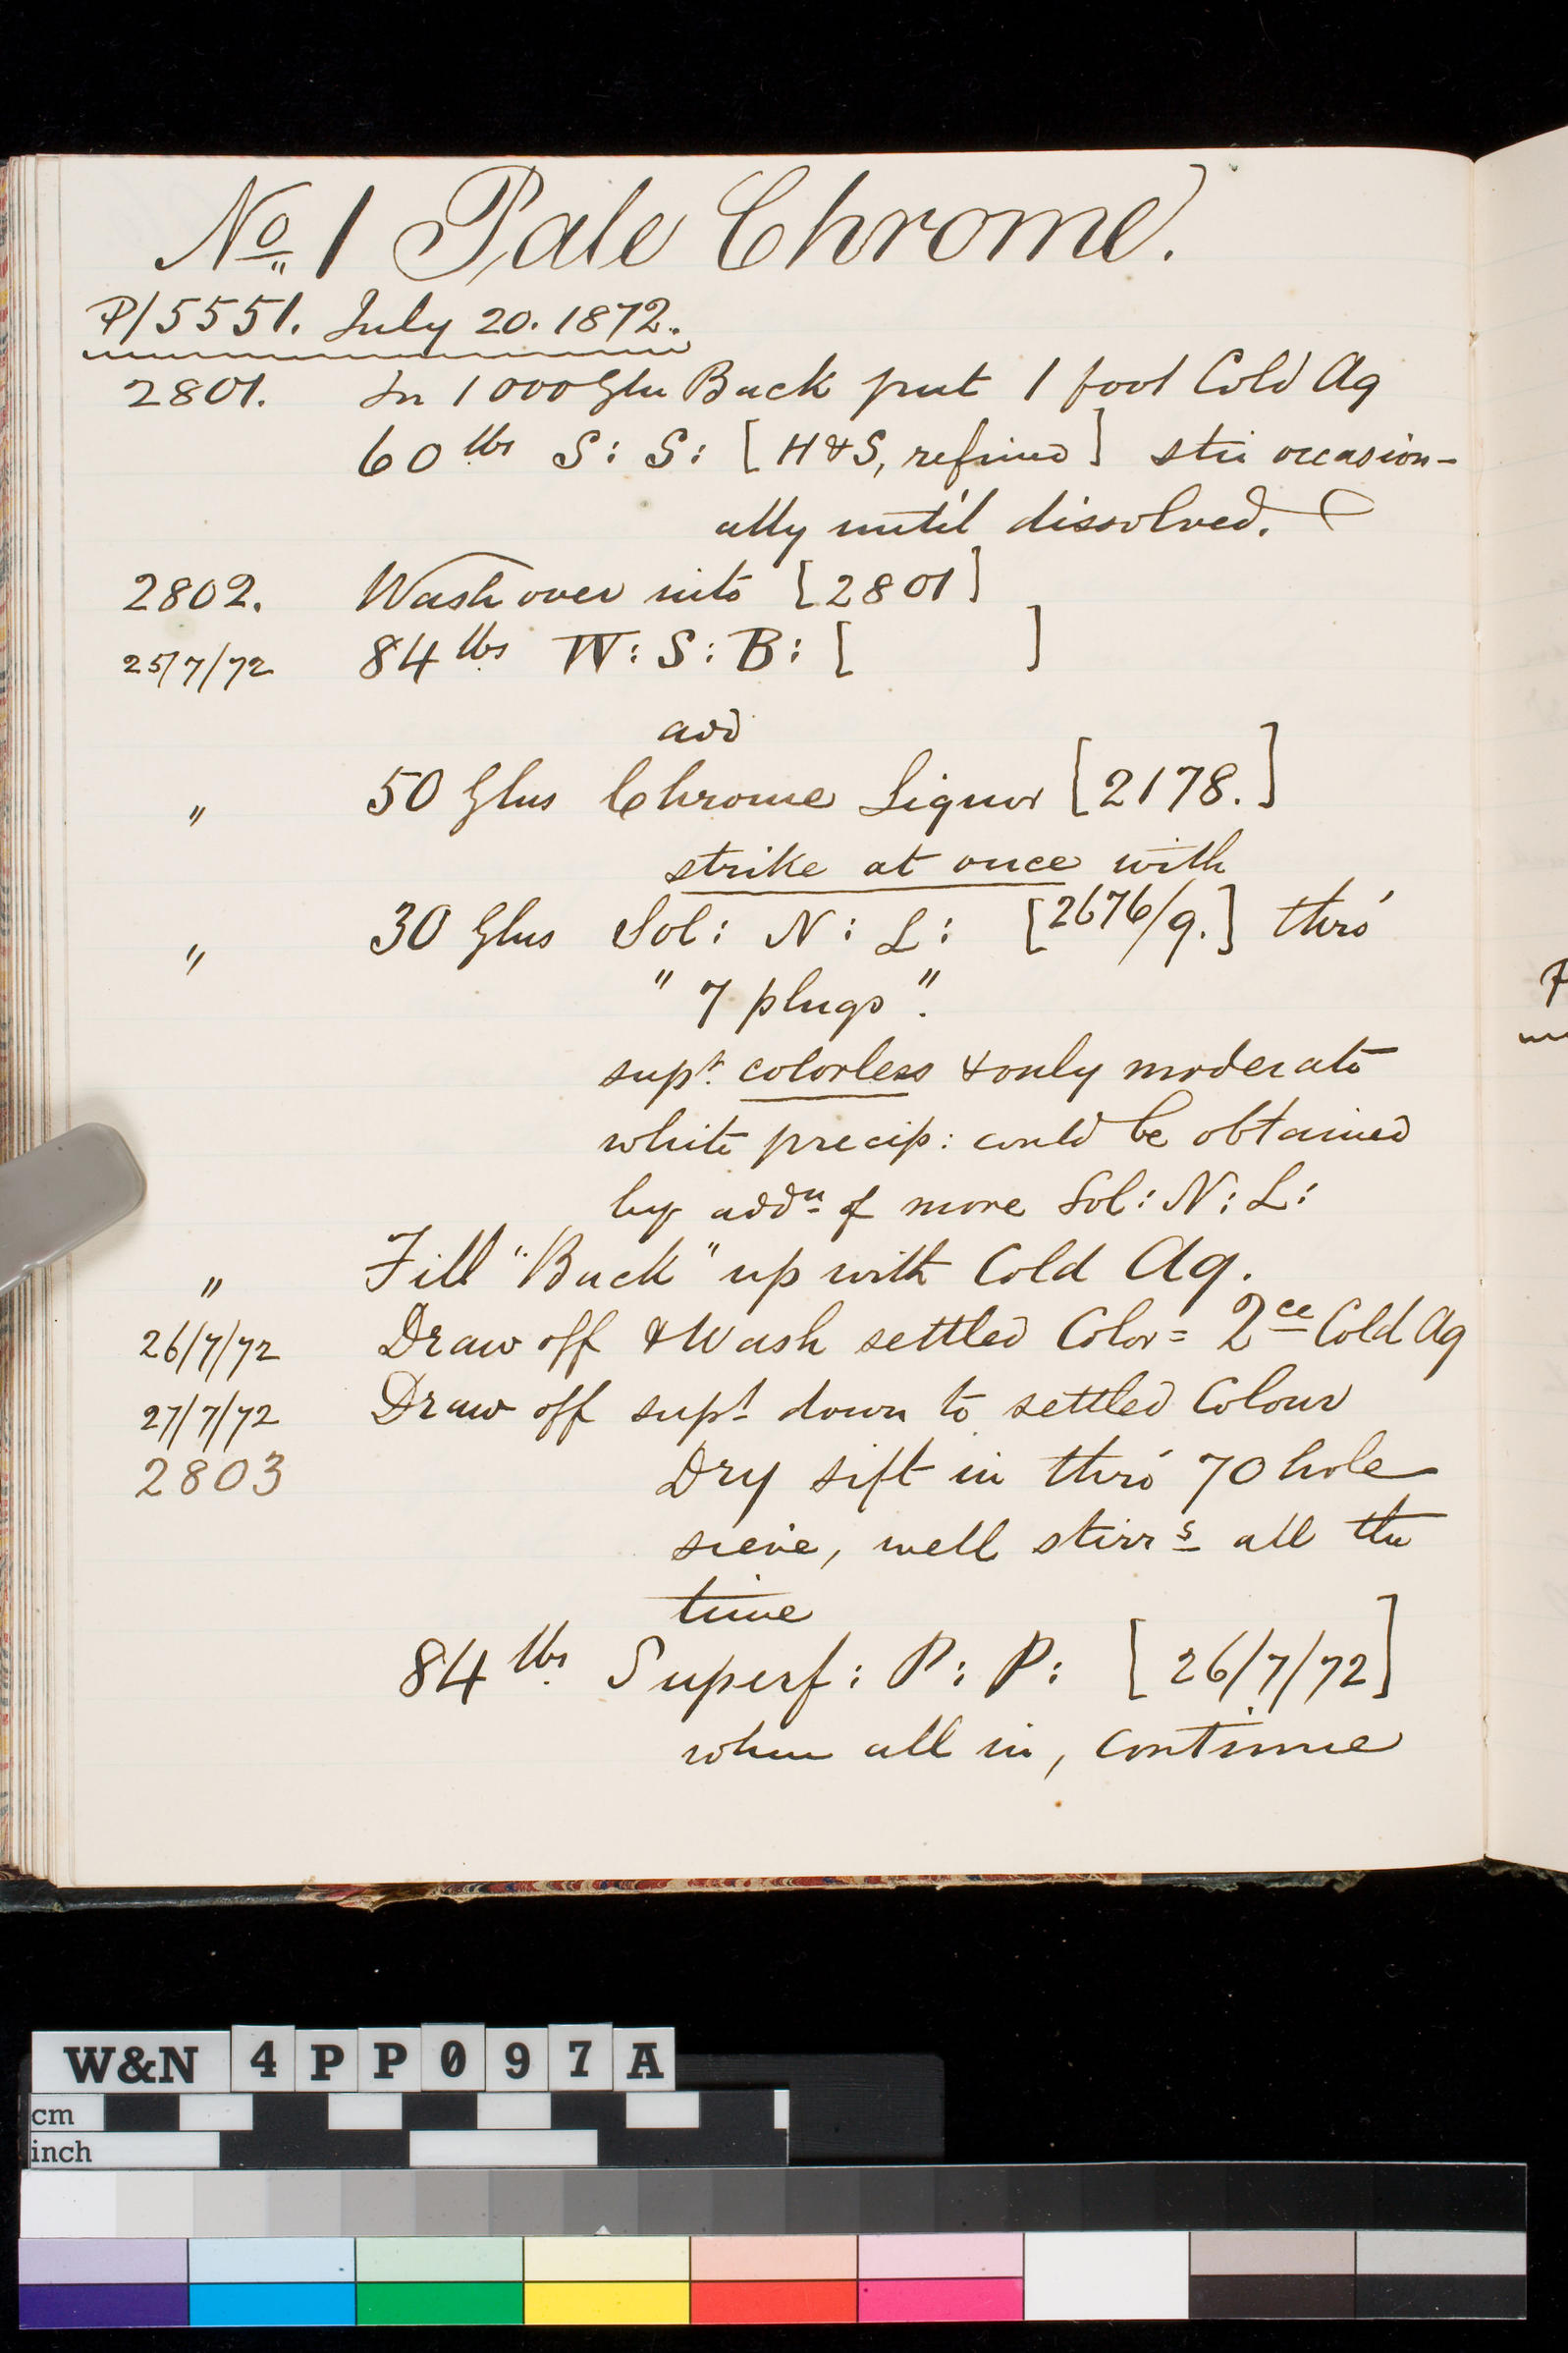 No. 1 Pale Chrome.
P/5551. July 20. 1872.
2801. In 1000 Gln Back put 1 foot Cold Aq
60 lbs S: S: [H & S, refined] stir occasion-
ally until dissolved.
2802. Wash over into [2801]
25/7/72 84 lbs W: S: B: [ ]
add
" 50 Glns Chrome Liquor [2178.]
strike at once with
" 30 Glns Sol: N: L: [2676/9.] thro'
"7 plugs".
supt. colorless & only moderate
white precip: could be obtained
by addn of more Sol: N: L:
" Fill "Back" up with Cold Aq.
26/7/72 Draw off & Wash settled Color = 2ce Cold Aq
27/7/72 Draw off supt down to settled Colour
2803 Dry sift in thro' 70 hole
sieve, well stirrg all the
time
84 lbs Superf: P: P: [26/7/72]
when all in, continue
W&N 4PP097A
cm
inch